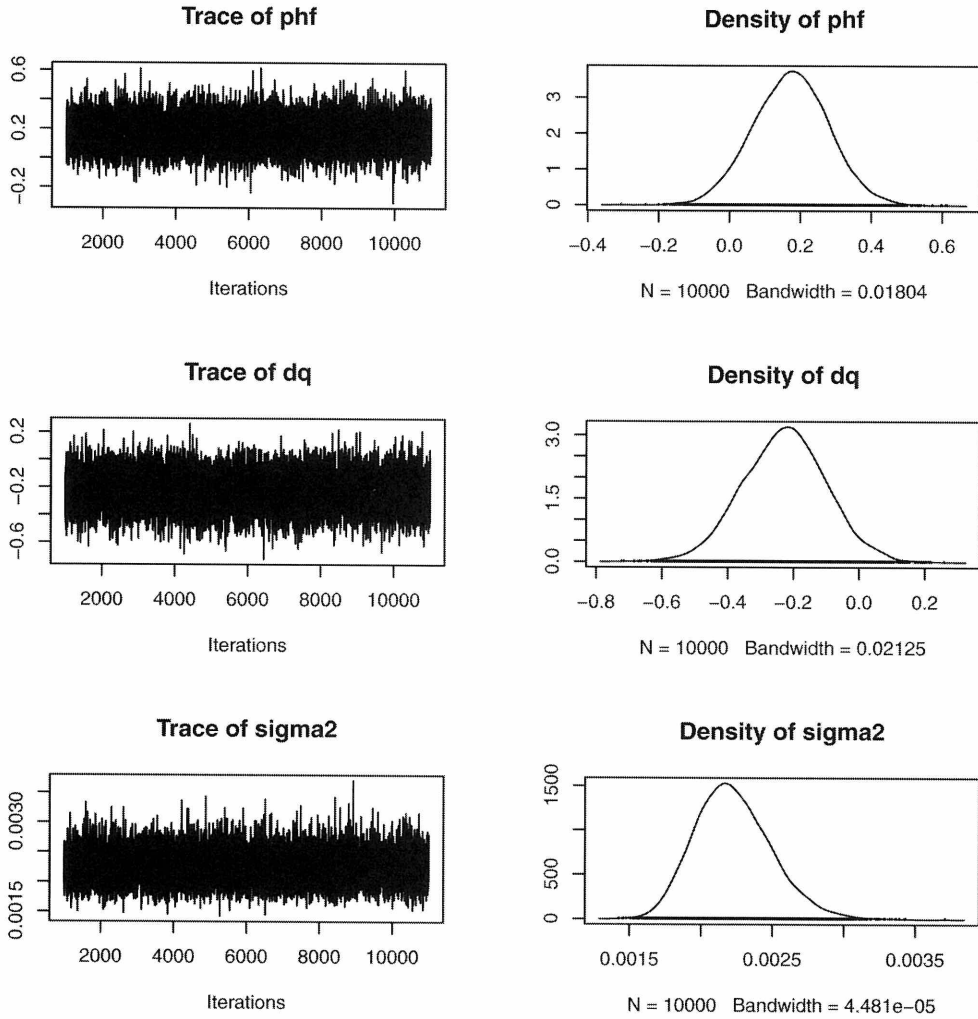 Trace of phf
0.6
0.2
−0.2
2000 4000 6000 8000 10000
Iterations
Density of phf
3
2
1
0
−0.4 −0.2 0.0 0.2 0.4 0.6
N = 10000 Bandwidth = 0.01804
Trace of dq
0.2
−0.2
−0.6
2000 4000 6000 8000 10000
Iterations
Density of dq
3.0
1.5
0.0
−0.8 −0.6 −0.4 −0.2 0.0 0.2
N = 10000 Bandwidth = 0.02125
Trace of sigma2
0.0030
0.0015
2000 4000 6000 8000 10000
Iterations
Density of sigma2
1500
500
0
0.0015 0.0025 0.0035
N = 10000 Bandwidth = 4.481e−05